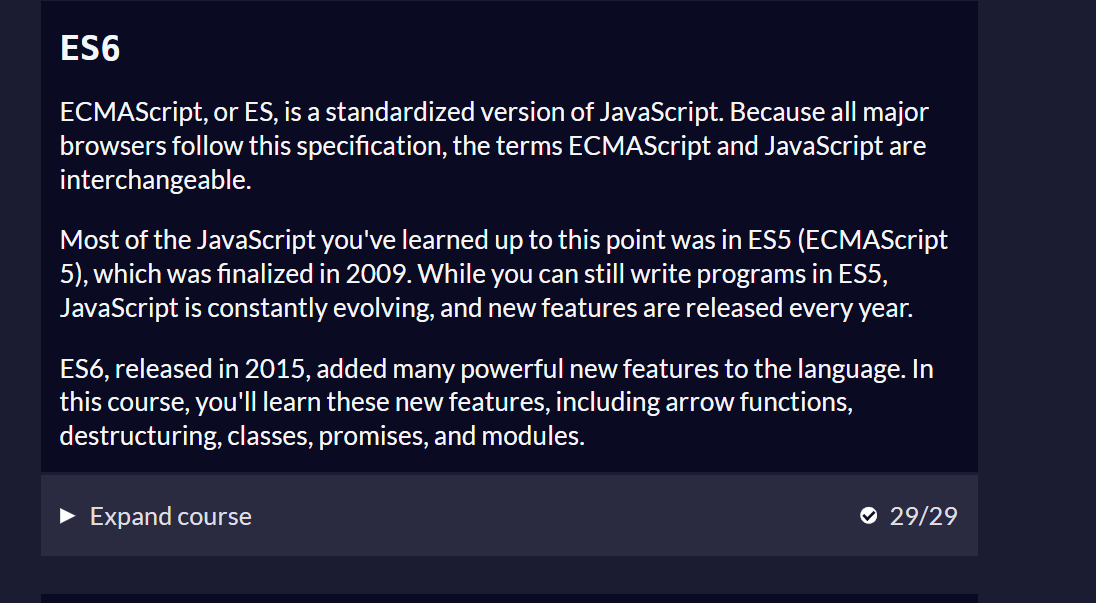 ES6
ECMAScript, or ES, is a standardized version of JavaScript. Because all major
browsers follow this specification, the terms ECMAScript and JavaScript are
interchangeable.
Most of the JavaScript you've learned up to this point was in ES5 (ECMAScript
5), which was finalized in 2009. While you can still write programs in ES5,
JavaScript is constantly evolving, and new features are released every year.
ES6, released in 2015, added many powerful new features to the language. In
this course, you'll learn these new features, including arrow functions,
destructuring, classes, promises, and modules.
Expand course 29/29